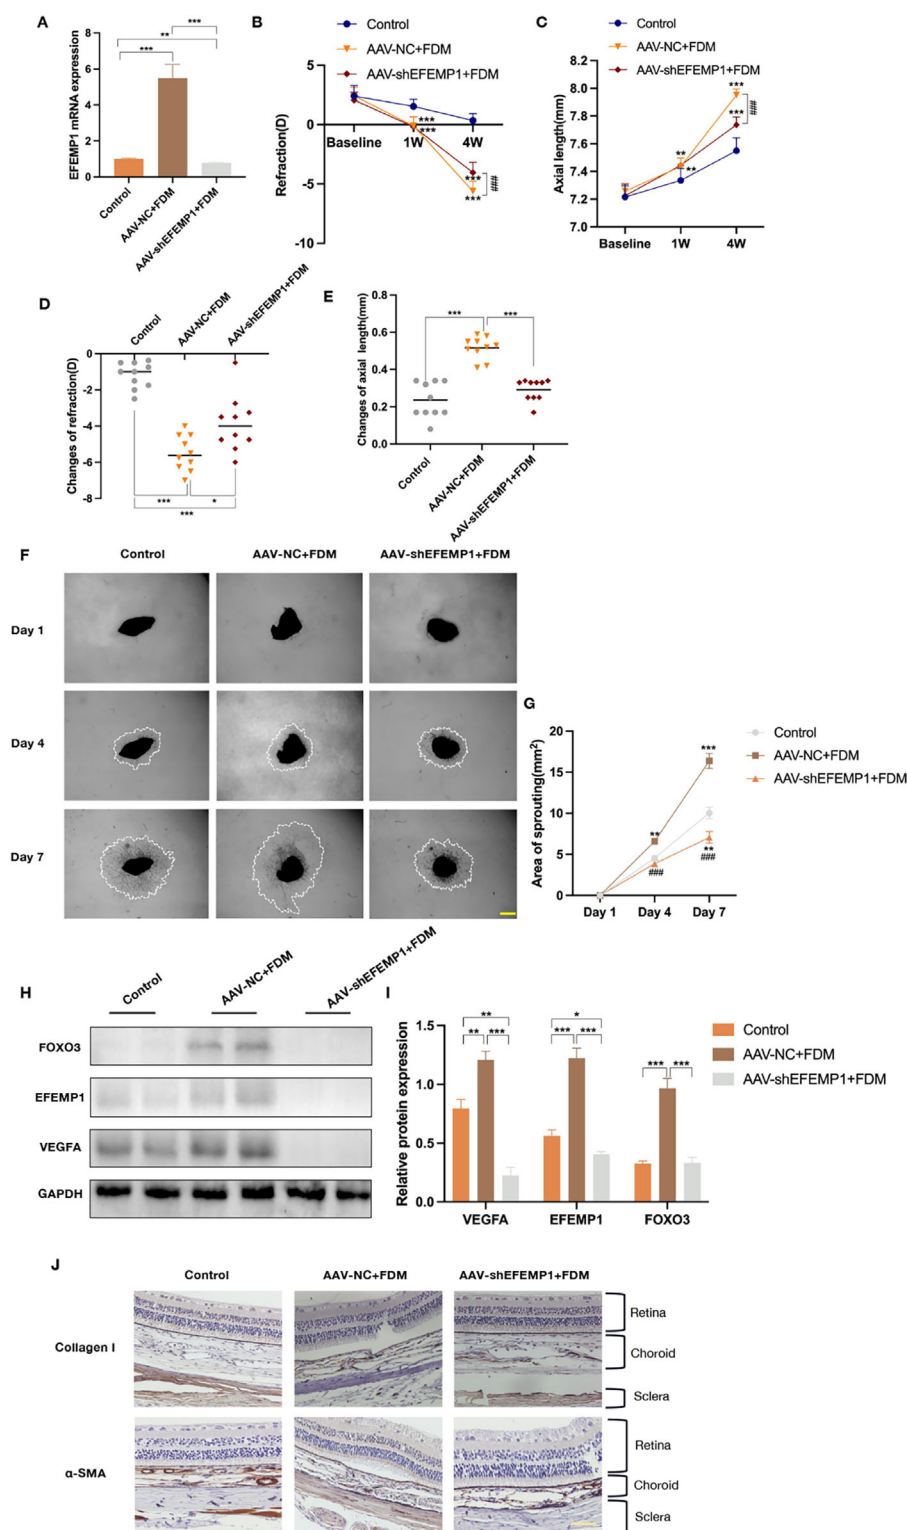 A
EFEMP1 mRNA expression
8
6
4
2
0
***
**
***
Control
AAV-NC+FDM
AAV-shEFEMP1+FDM
B
Control
AAV-NC+FDM
AAV-shEFEMP1+FDM
Refraction(D)
5
0
-5
-10
Baseline
1W
4W
***
***
***
***
###
C
Control
AAV-NC+FDM
AAV-shEFEMP1+FDM
Axial length(mm)
8.2
8.0
7.8
7.6
7.4
7.2
7.0
***
***
###
**
**
Baseline
1W
4W
D
Control
AAV-NC+FDM
AAV-shEFEMP1+FDM
Changes of refraction(D)
0
-2
-4
-6
-8
***
*
***
E
Changes of axial length(mm)
0.8
0.6
0.4
0.2
0.0
***
***
Control
AAV-NC+FDM
AAV-shEFEMP1+FDM
F
Control
AAV-NC+FDM
AAV-shEFEMP1+FDM
Day 1
Day 4
Day 7
G
Area of sprouting(mm2)
20
15
10
5
0
Control
AAV-NC+FDM
AAV-shEFEMP1+FDM
***
**
**
###
###
Day 1
Day 4
Day 7
H
Control
AAV-NC+FDM
AAV-shEFEMP1+FDM
FOXO3
EFEMP1
VEGFA
GAPDH
I
Relative protein expression
1.5
1.0
0.5
0.0
**
** ***
*
*** ***
*** ***
Control
AAV-NC+FDM
AAV-shEFEMP1+FDM
VEGFA
EFEMP1
FOXO3
J
Control
AAV-NC+FDM
AAV-shEFEMP1+FDM
Collagen I
Retina
Choroid
Sclera
α-SMA
Retina
Choroid
Sclera